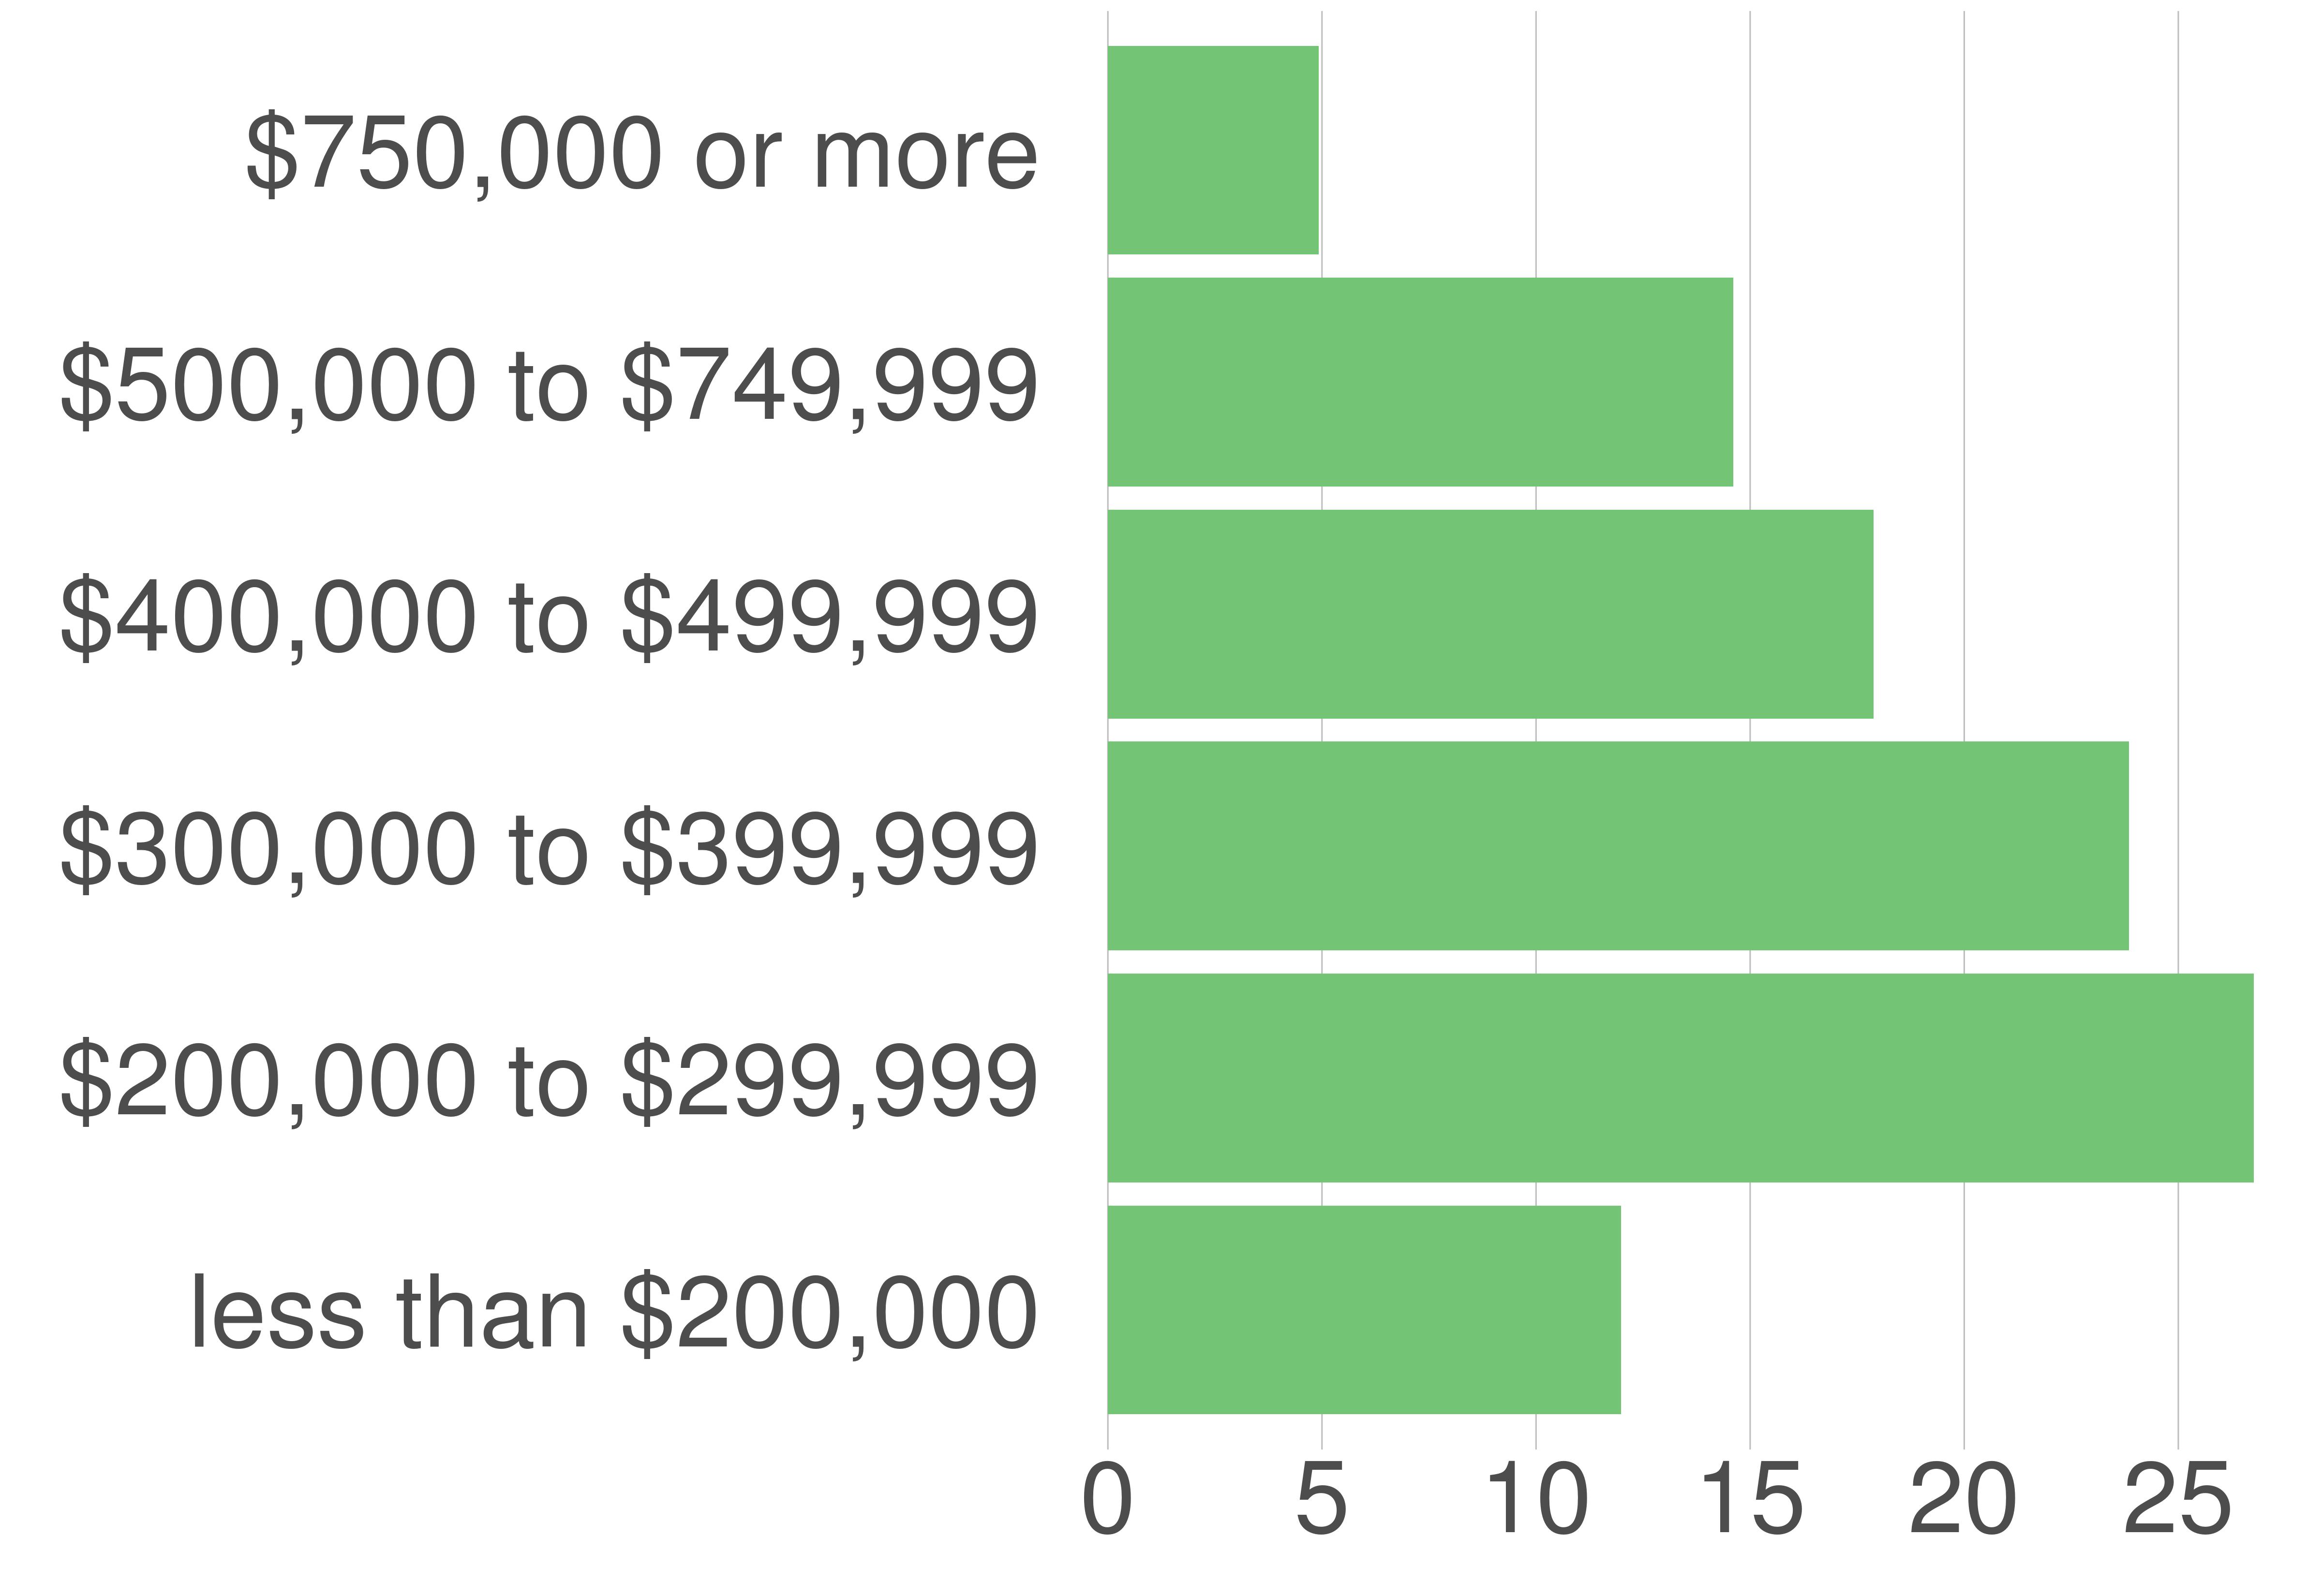 $750,000 or more
$500,000 to $749,999
$400,000 to $499,999
$300,000 to $399,999
$200,000 to $299,999
less than $200,000
0 5 10 15 20 25